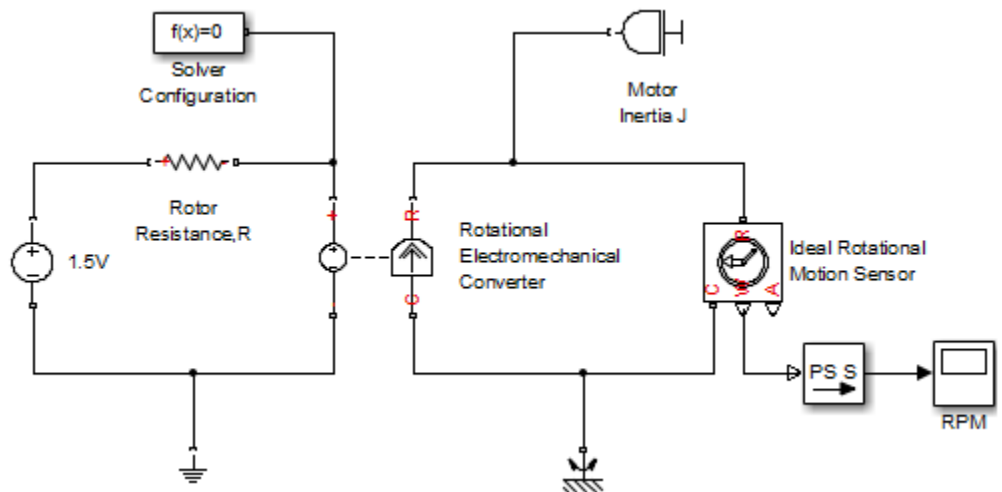 f(x)=0
Solver
Configuration
Motor
Inertia J
+
-
Rotor
Resistance,R
+
R
+
-
1.5V
Rotational
Electromechanical
Converter
-
C
R
C
W
A
Ideal Rotational
Motion Sensor
PS S
RPM